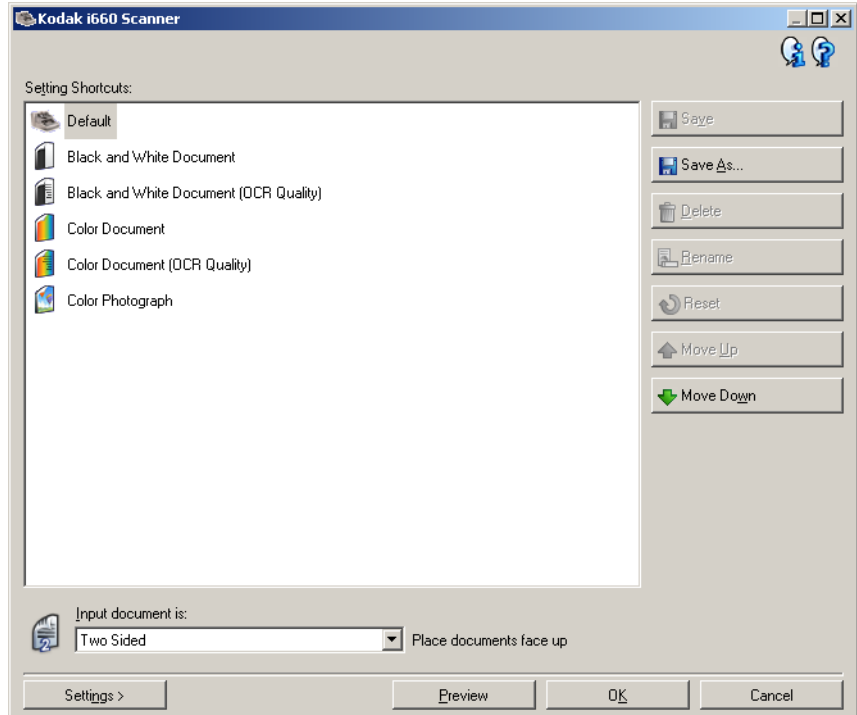 Kodak i660 Scanner
Setting Shortcuts:
Default
Black and White Document
Black and White Document (OCR Quality)
Color Document
Color Document (OCR Quality)
Color Photograph
Save
Save As...
Delete
Rename
Reset
Move Up
Move Down
Input document is:
2
Two Sided
Place documents face up
Settings >
Preview
OK
Cancel